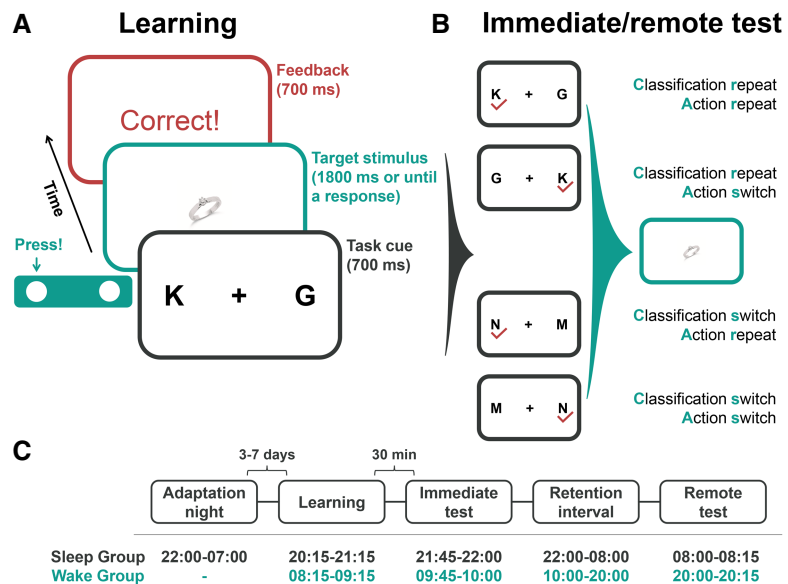 A
Learning
Feedback
(700 ms)
Correct!
Target stimulus
(1800 ms or until
a response)
Time
Press!
Task cue
(700 ms)
K + G
B
Immediate/remote test
K + G
Classification repeat
Action repeat
G + K
Classification repeat
Action switch
N + M
Classification switch
Action repeat
M + N
Classification switch
Action switch
C
3-7 days
30 min
Adaptation
night
Learning
Immediate
test
Retention
interval
Remote
test
Sleep Group 22:00-07:00 20:15-21:15 21:45-22:00 22:00-08:00 08:00-08:15
Wake Group - 08:15-09:15 09:45-10:00 10:00-20:00 20:00-20:15